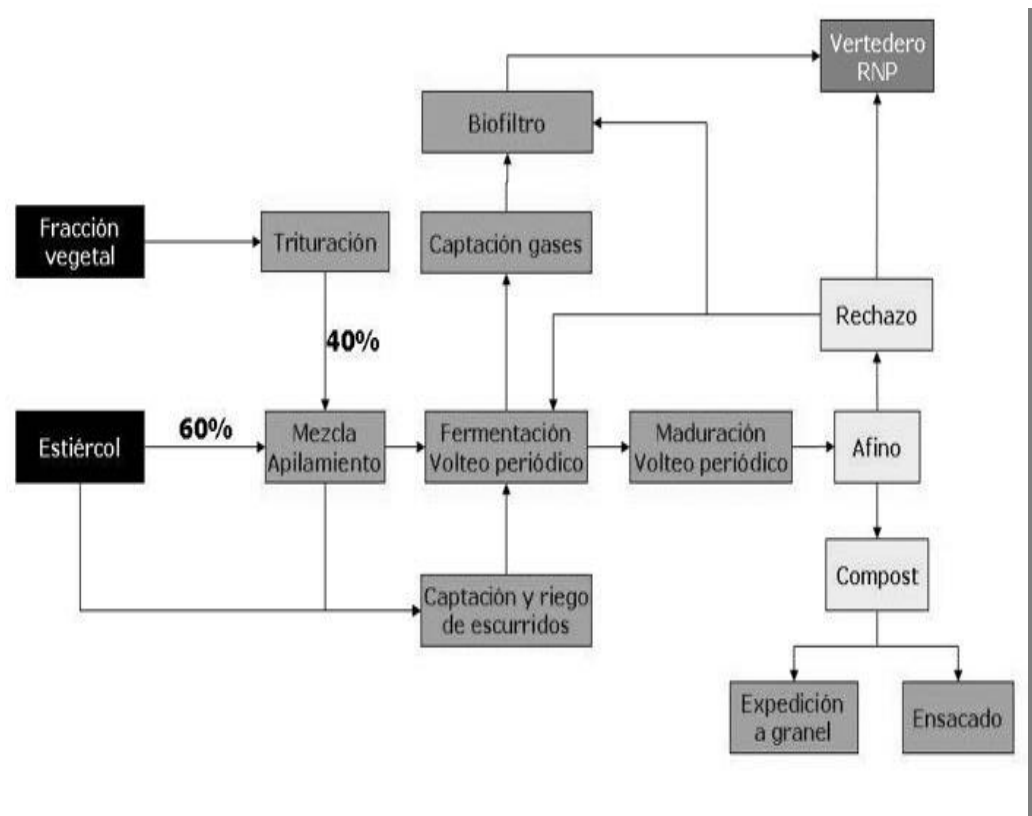 Vertedero
RNP
Biofiltro
Fracción
vegetal
Trituración
Captación gases
40%
Rechazo
Estiércol
60%
Mezcla
Apilamiento
Fermentación
Volteo periódico
Maduración
Volteo periódico
Afino
Captación y riego
de escurridos
Compost
Expedición
a granel
Ensacado